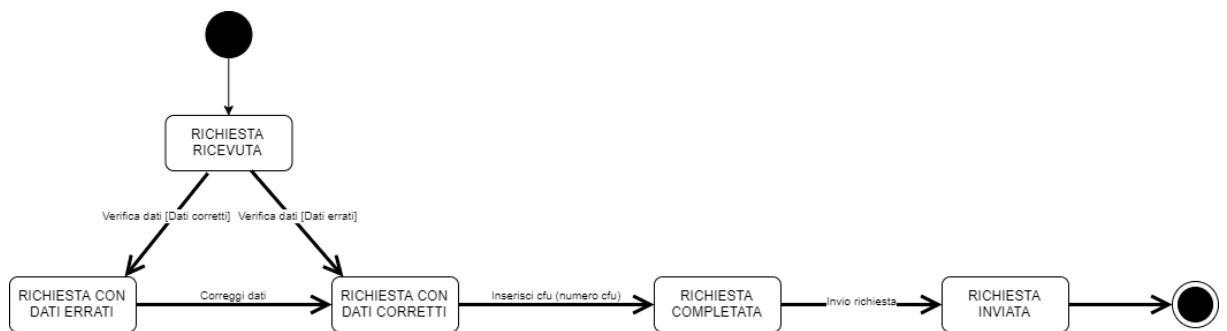 RICHIESTA
RICEVUTA
Verifica dati [Dati corretti]
Verifica dati [Dati errati]
RICHIESTA CON
DATI ERRATI
Correggi dati
RICHIESTA CON
DATI CORRETTI
Inserisci cfu (numero cfu)
RICHIESTA
COMPLETATA
Invio richiesta
RICHIESTA
INVIATA